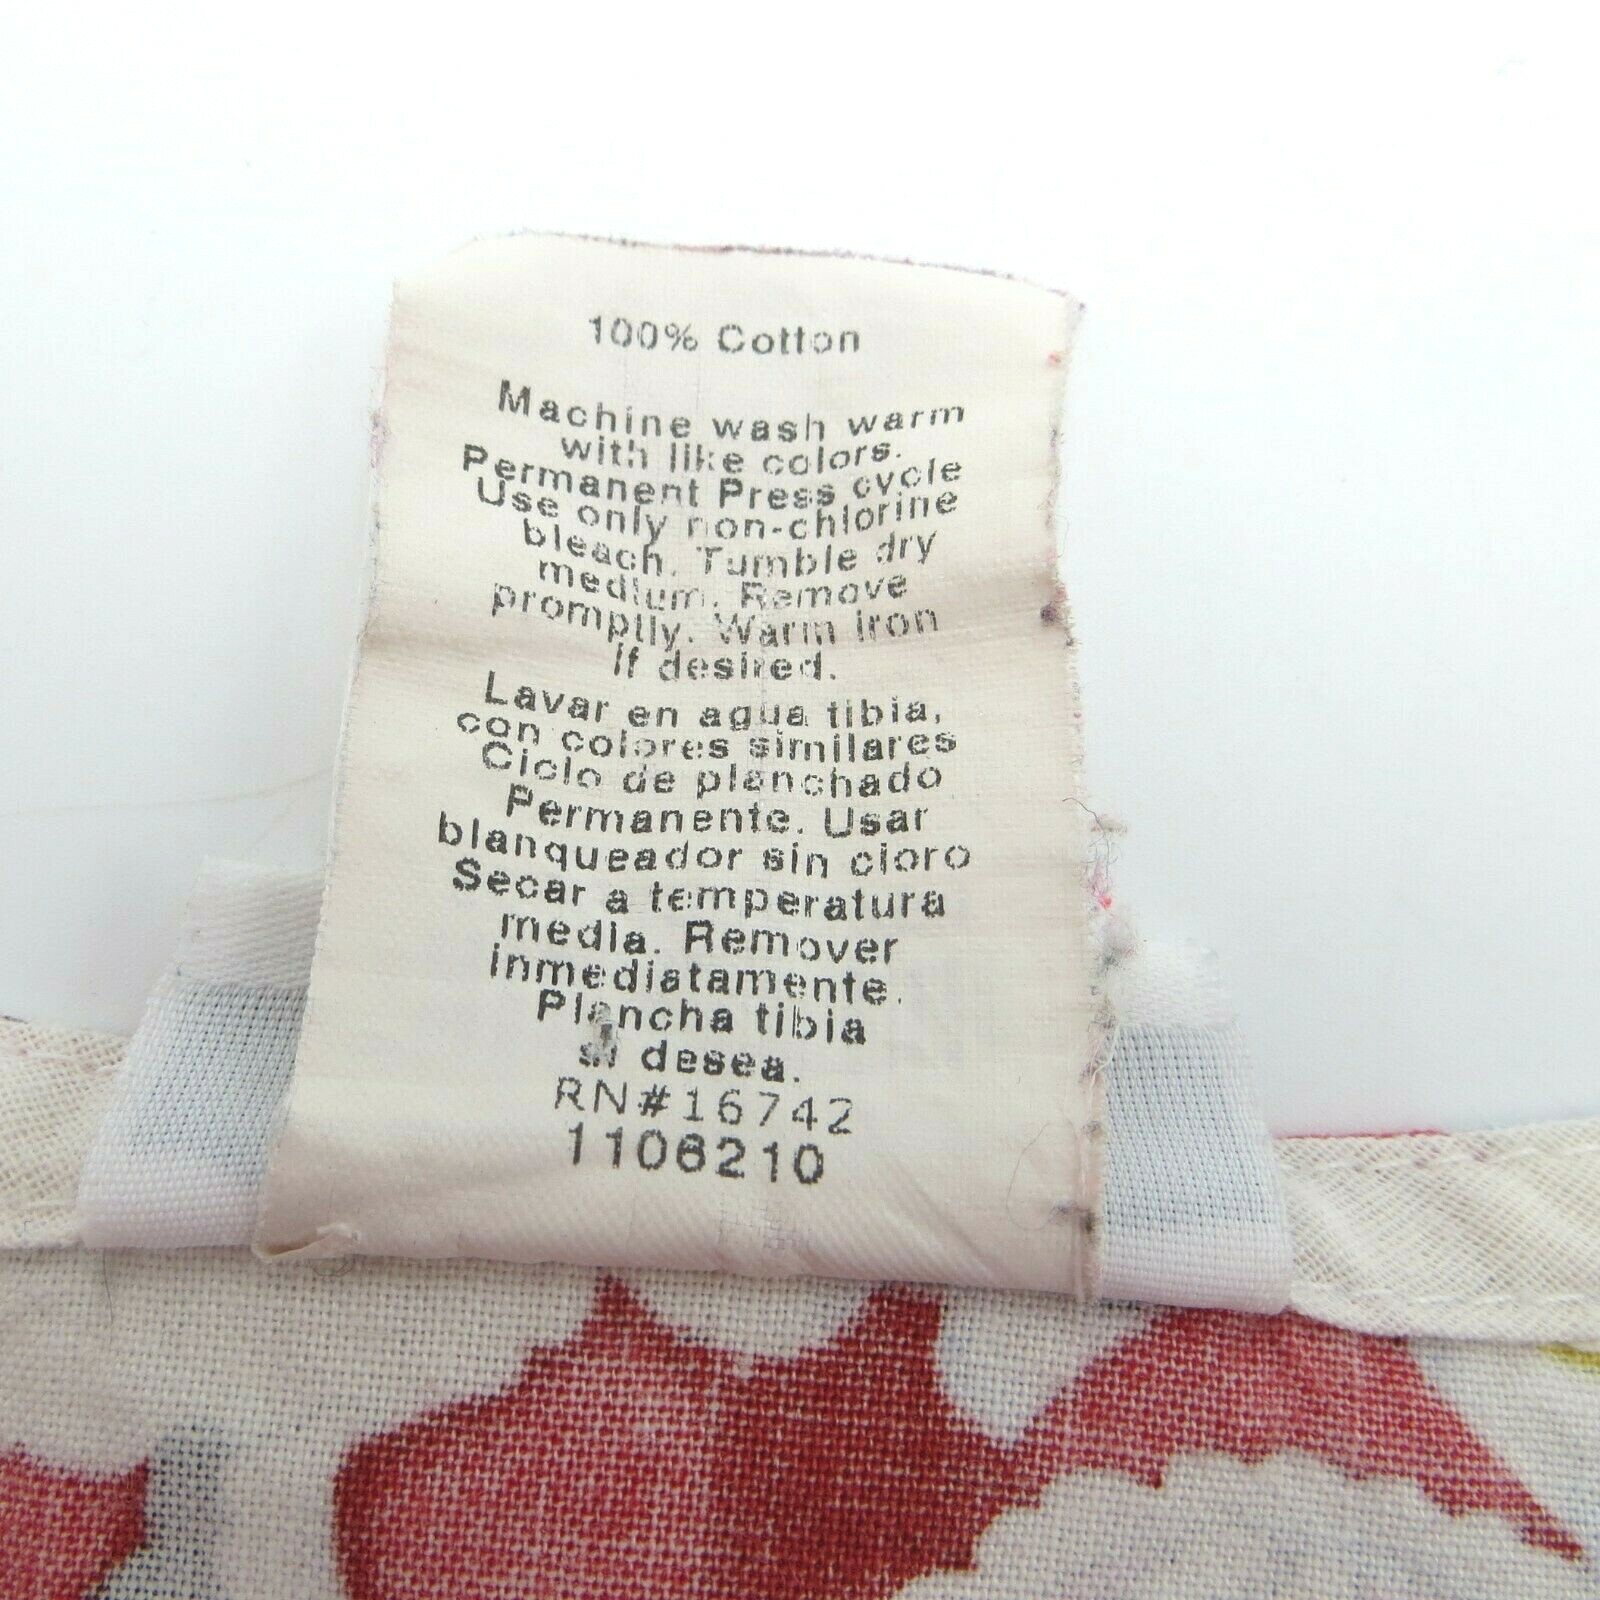 100% Cotton
Machine wash warm
with like colors.
Permanent Press cycle
Use only non-chlorine
bleach. Tumble dry
medium. Remove
promptly. Warm iron
if desired.
Lavar en agua tibia,
con colores similares
Ciclo de planchado
Permanente. Usar
blanqueador sin cloro
Secar a temperatura
media. Remover
inmediatamente.
Plancha tibia
si desea.
RN#16742
1106210